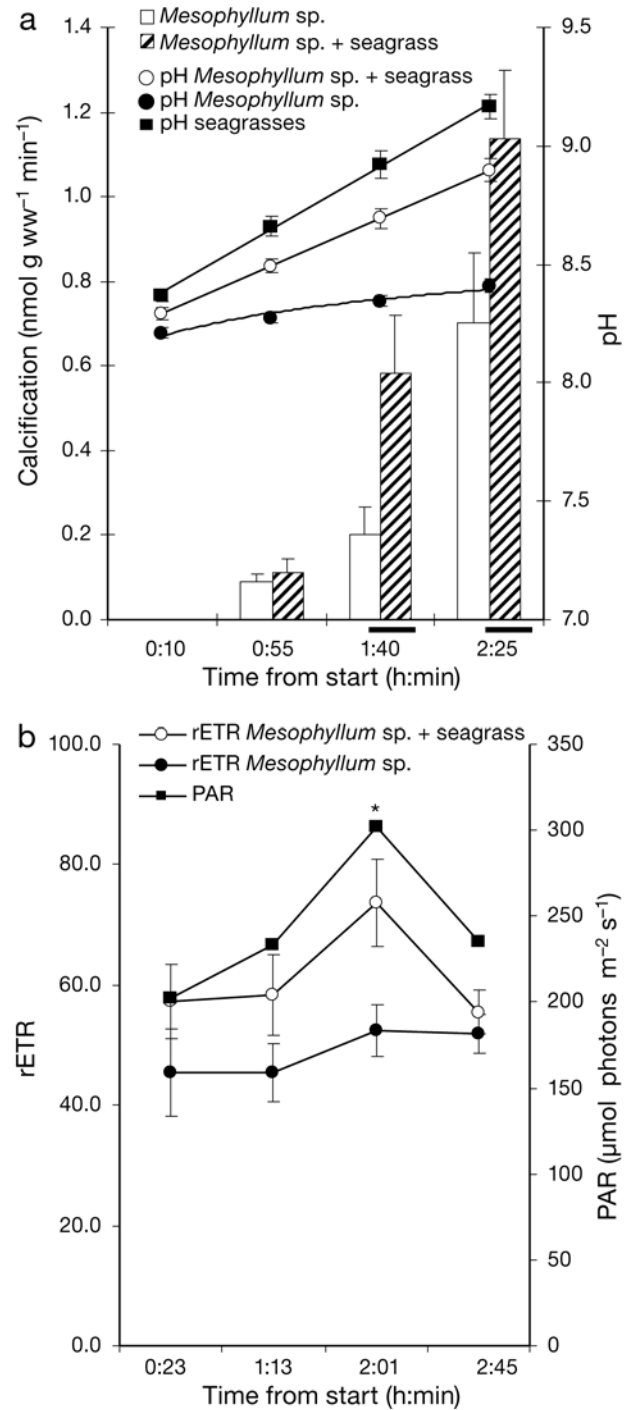 a
Mesophyllum sp.
Mesophyllum sp. + seagrass
pH Mesophyllum sp. + seagrass
pH Mesophyllum sp.
pH seagrasses
1.4
1.2
1.0
0.8
0.6
0.4
0.2
0.0
Calcification (nmol g ww⁻¹ min⁻¹)
9.5
9.0
8.5
8.0
7.5
7.0
pH
0:10 0:55 1:40 2:25
Time from start (h:min)
b
rETR Mesophyllum sp. + seagrass
rETR Mesophyllum sp.
PAR
*
100.0
80.0
60.0
40.0
20.0
0.0
rETR
350
300
250
200
150
100
50
0
PAR (µmol photons m⁻² s⁻¹)
0:23 1:13 2:01 2:45
Time from start (h:min)